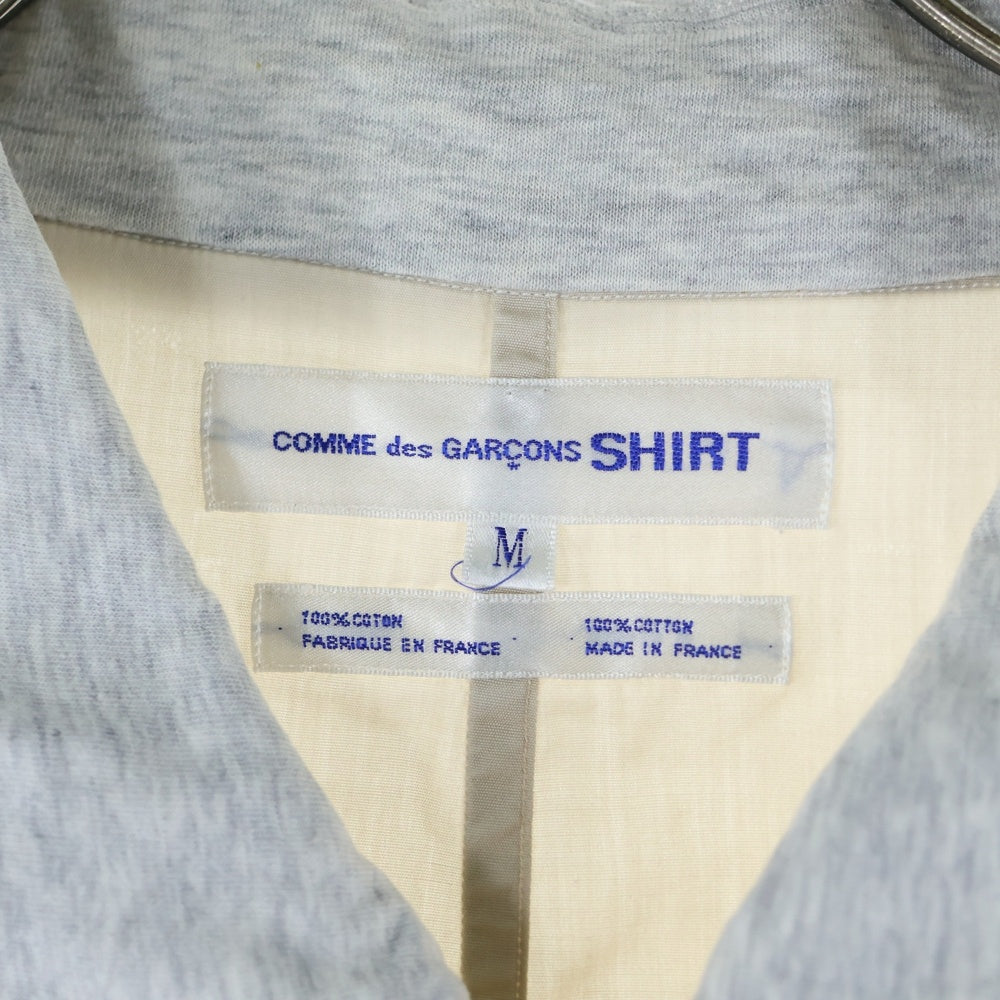 COMME des GARÇONS SHIRT
M
100% COTON
FABRIQUE EN FRANCE
100% COTTON
MADE IN FRANCE